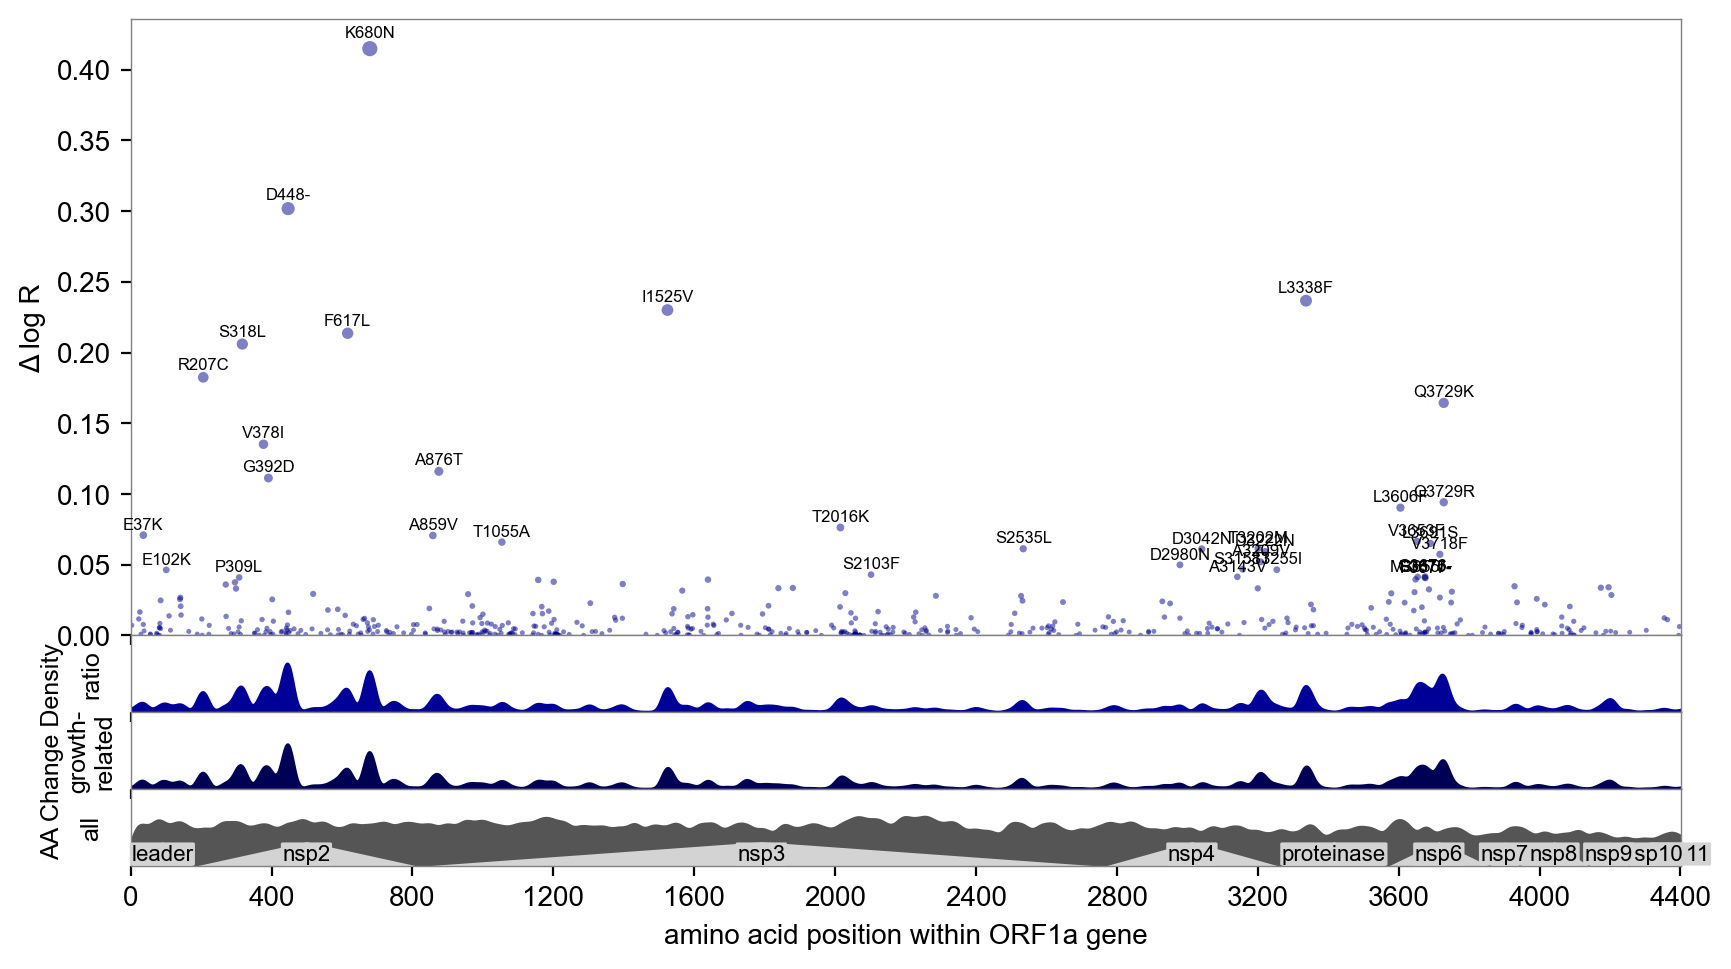 K680N
0.40
0.35
D448-
0.30
L3338F
I1525V
0.25
F617L
S318L
Δ log R
0.20
R207C
Q3729K
0.15
V378I
A876T
G392D
0.10
Q3729R
L3606F
E37K
A859V
T1055A
T2016K
S2535L
D3042N
T3202M
V3718F
E102K
P309L
S2103F
D2980N
A3143V
0.05
0.00
AA Change Density
ratio
growth-
related
all
leader
nsp2
nsp3
nsp4
proteinase
nsp6
nsp7
nsp8
nsp9
sp10
11
0
400
800
1200
1600
2000
2400
2800
3200
3600
4000
4400
amino acid position within ORF1a gene